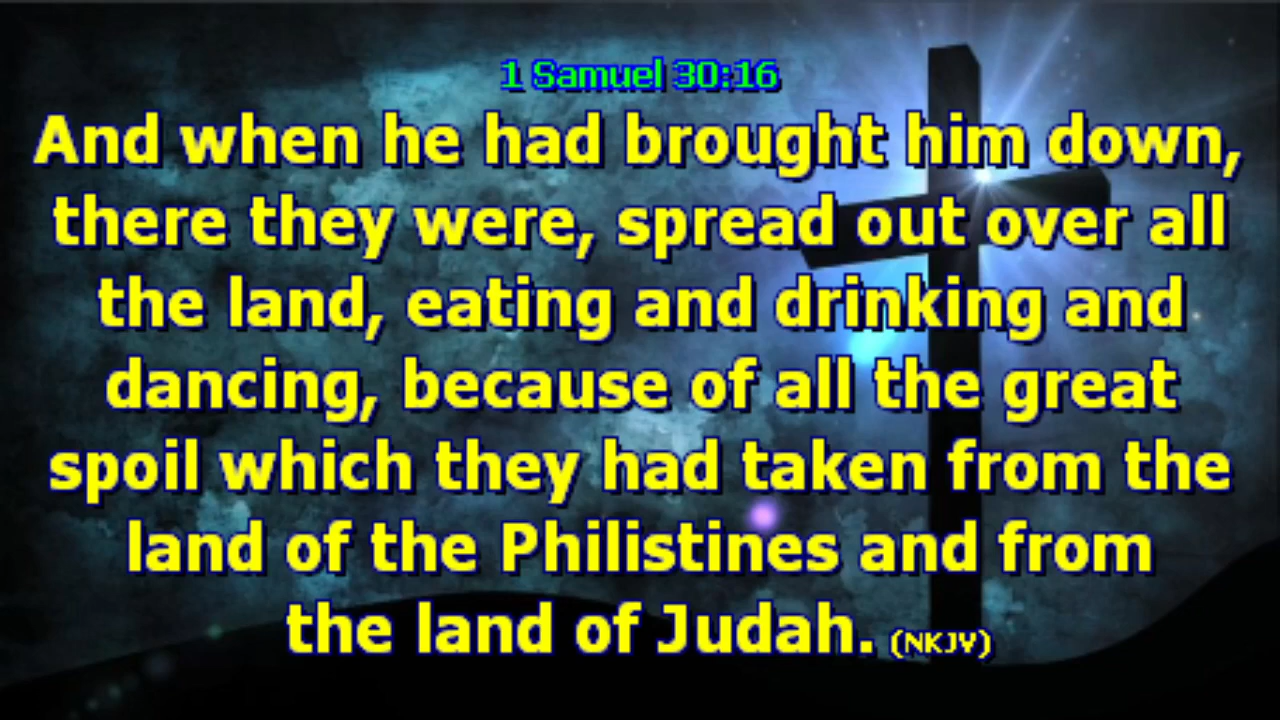 1 Samuel 30:16
And when he had brought him down,
there they were, spread out over all
the land, eating and drinking and
dancing, because of all the great
spoil which they had taken from the
land of the Philistines and from
the land of Judah. (NKJV)